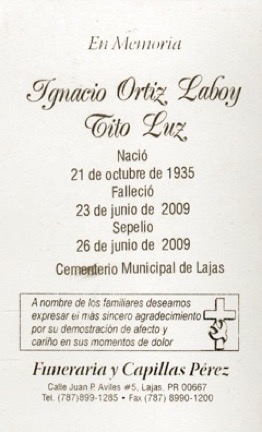 En Memoria
Ignacio Ortiz Laboy
Tito Luz
Nació
21 de octubre de 1935
Falleció
23 de junio de 2009
Sepelio
26 de junio de 2009
Cementerio Municipal de Lajas
A nombre de los familiares deseamos
expresar el más sincero agradecimiento
por su demostración de afecto y
cariño en sus momentos de dolor
Funeraria y Capillas Pérez
Calle Juan P. Aviles #5, Lajas, PR 00667
Tel. (787)899-1285 • Fax (787) 8990-1200